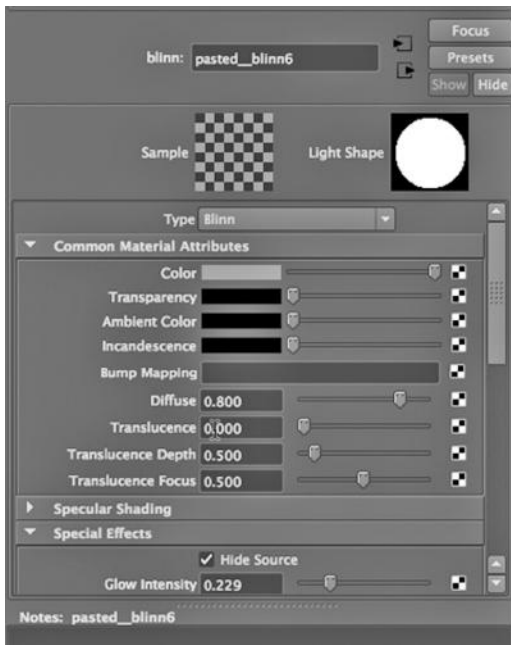 Focus
blinn: pasted__blinn6
Presets
Show Hide
Sample Light Shape
Type Blinn
Common Material Attributes
Color
Transparency
Ambient Color
Incandescence
Bump Mapping
Diffuse 0.800
Translucence 0.000
Translucence Depth 0.500
Translucence Focus 0.500
Specular Shading
Special Effects
Hide Source
Glow Intensity 0.229
Notes: pasted__blinn6